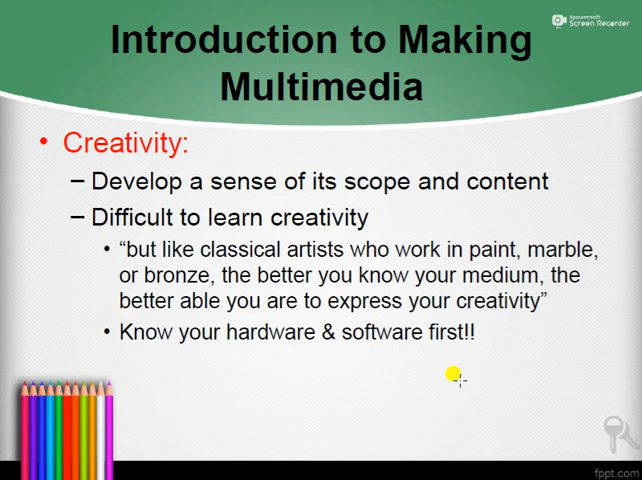 Apowersoft
Screen Recorder
Introduction to Making
Multimedia
• Creativity:
– Develop a sense of its scope and content
– Difficult to learn creativity
• “but like classical artists who work in paint, marble,
or bronze, the better you know your medium, the
better able you are to express your creativity”
• Know your hardware & software first!!
fppt.com